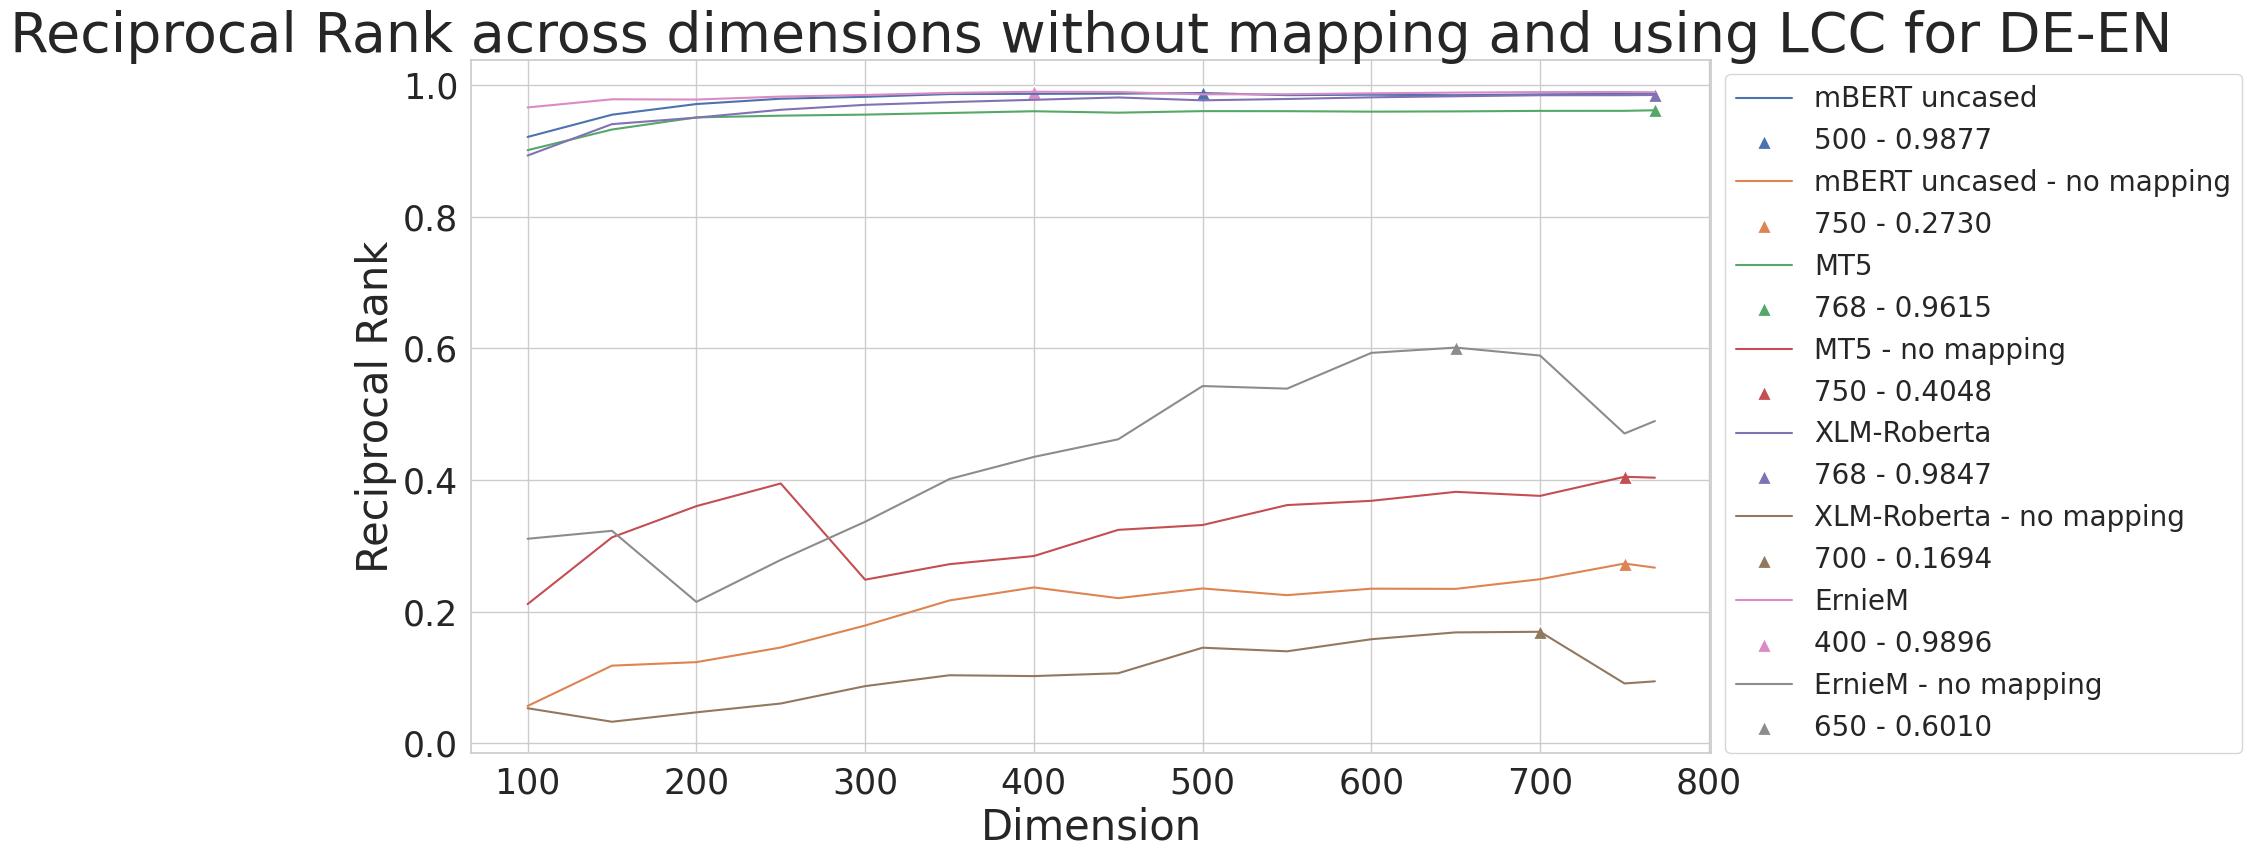 Reciprocal Rank across dimensions without mapping and using LCC for DE-EN
1.0
0.8
0.6
0.4
0.2
0.0
Reciprocal Rank
100 200 300 400 500 600 700 800
Dimension
mBERT uncased
500 - 0.9877
mBERT uncased - no mapping
750 - 0.2730
MT5
768 - 0.9615
MT5 - no mapping
750 - 0.4048
XLM-Roberta
768 - 0.9847
XLM-Roberta - no mapping
700 - 0.1694
ErnieM
400 - 0.9896
ErnieM - no mapping
650 - 0.6010